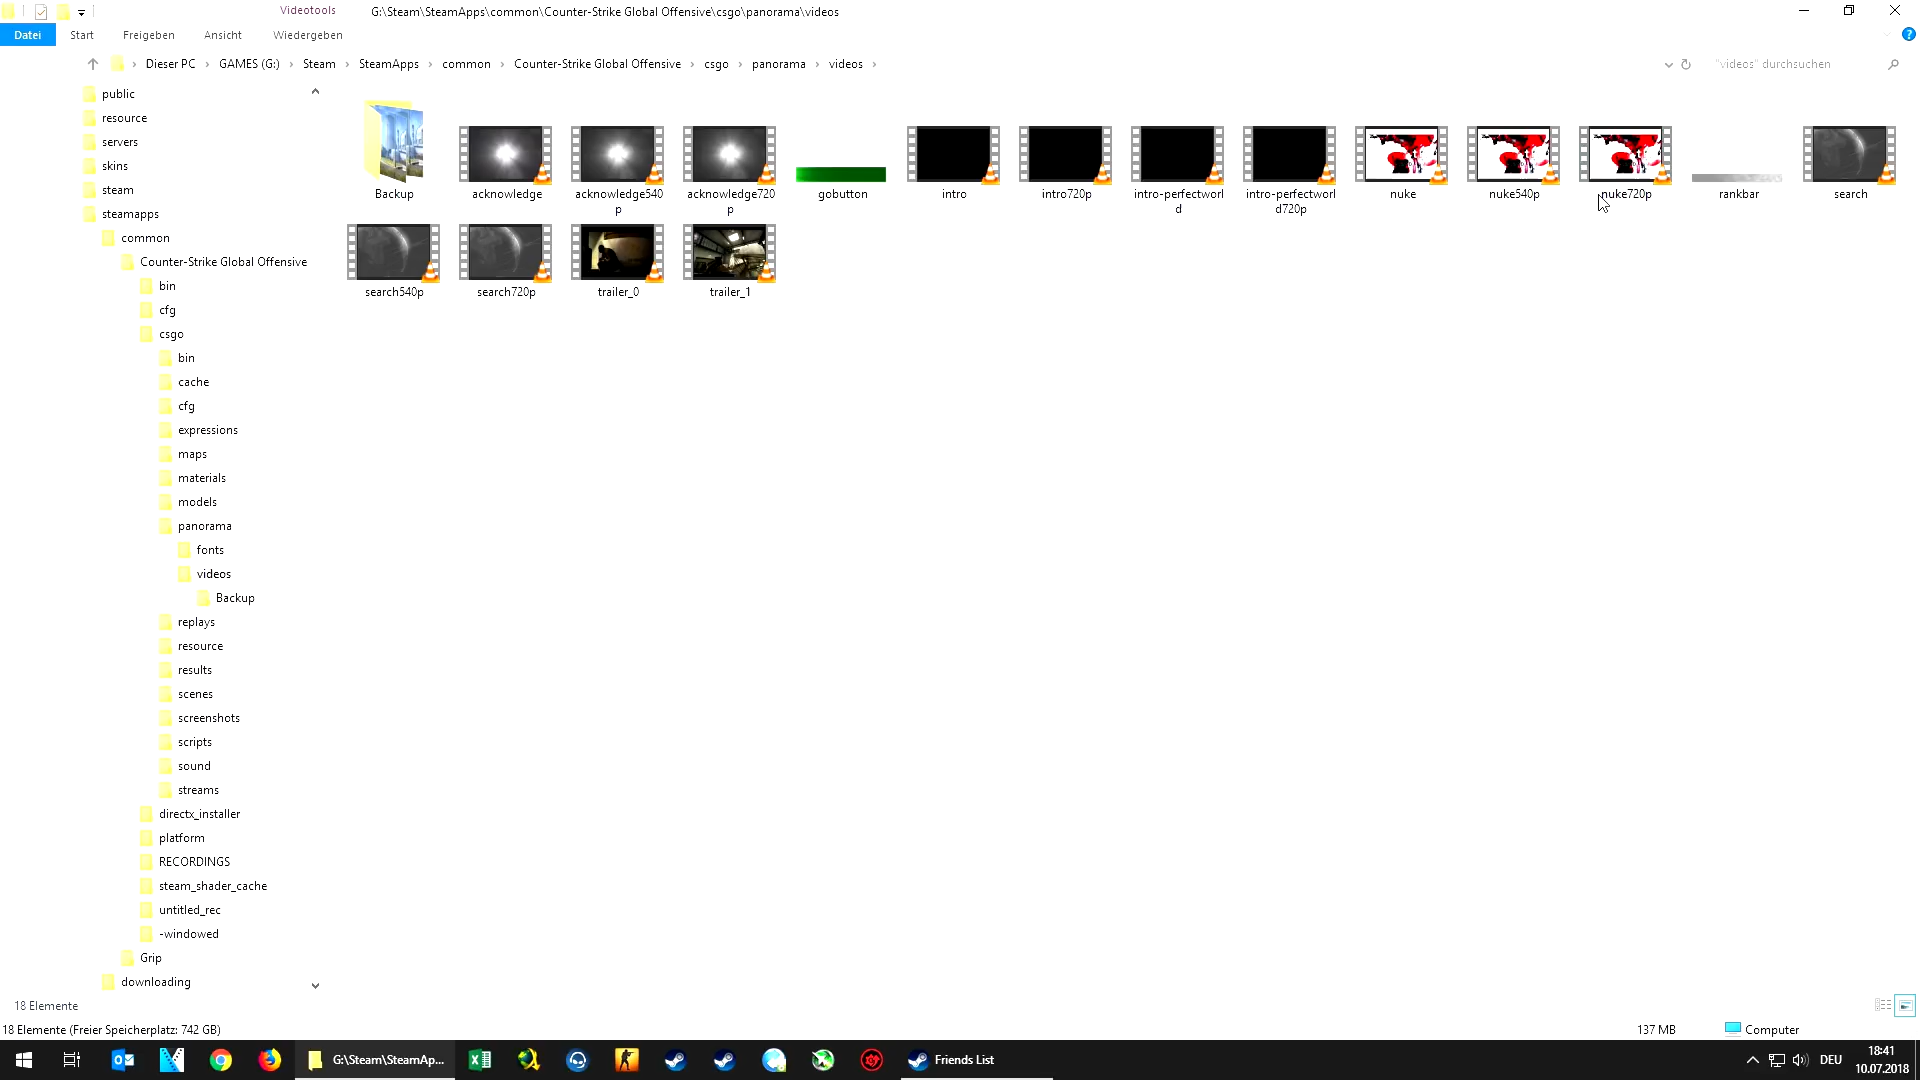 Videotools
G:\Steam\SteamApps\common\Counter-Strike Global Offensive\csgo\panorama\videos
Datei
Start
Freigeben
Ansicht
Wiedergeben
Dieser PC
GAMES (G:)
Steam
SteamApps
common
Counter-Strike Global Offensive
csgo
panorama
videos
"videos" durchsuchen
public
resource
servers
skins
steam
steamapps
common
Counter-Strike Global Offensive
bin
cfg
csgo
bin
cache
cfg
expressions
maps
materials
models
panorama
fonts
videos
Backup
replays
resource
results
scenes
screenshots
scripts
sound
streams
directx_installer
platform
RECORDINGS
steam_shader_cache
untitled_rec
-windowed
Grip
downloading
Backup
acknowledge
acknowledge540
p
acknowledge720
p
gobutton
intro
intro720p
intro-perfectworl
d
intro-perfectworl
d720p
nuke
nuke540p
nuke720p
rankbar
search
search540p
search720p
trailer_0
trailer_1
18 Elemente
18 Elemente (Freier Speicherplatz: 742 GB)
137 MB
Computer
G:\Steam\SteamAp...
Friends List
DEU
18:41
10.07.2018